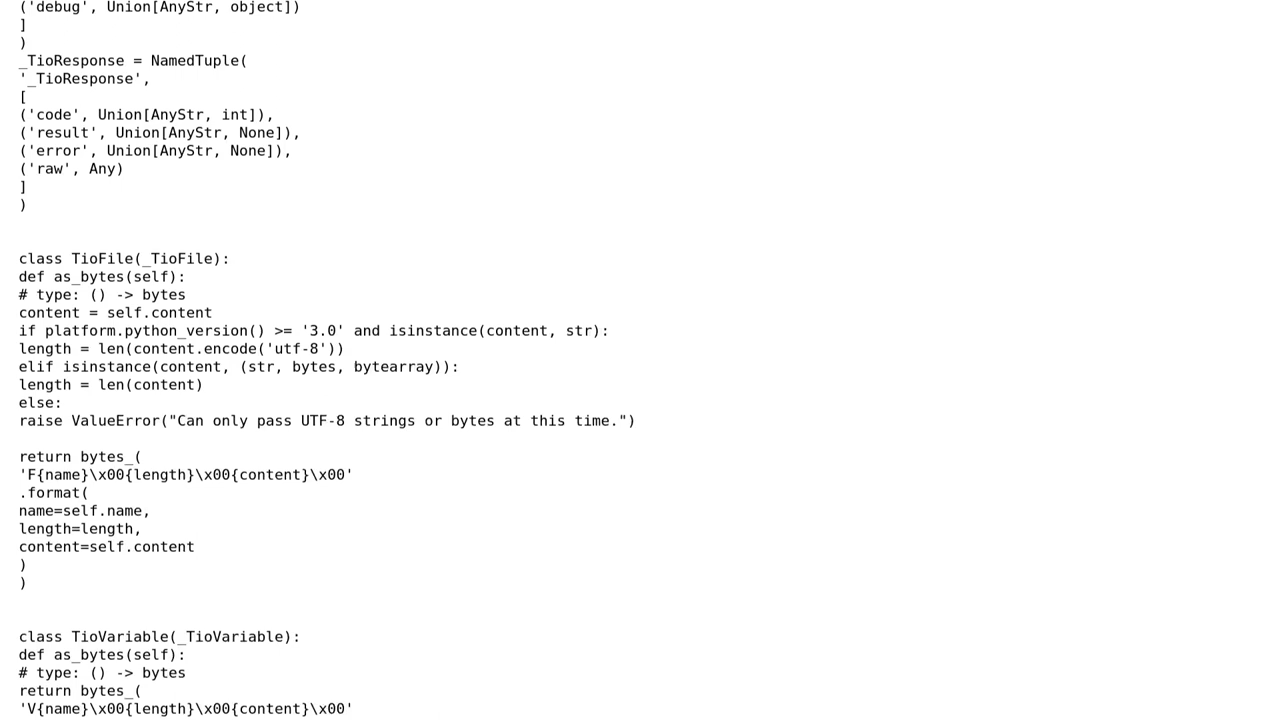 ('debug', Union[AnyStr, object])
]
)
_TioResponse = NamedTuple(
'_TioResponse',
[
('code', Union[AnyStr, int]),
('result', Union[AnyStr, None]),
('error', Union[AnyStr, None]),
('raw', Any)
]
)
class TioFile(_TioFile):
def as_bytes(self):
# type: () -> bytes
content = self.content
if platform.python_version() >= '3.0' and isinstance(content, str):
length = len(content.encode('utf-8'))
elif isinstance(content, (str, bytes, bytearray)):
length = len(content)
else:
raise ValueError("Can only pass UTF-8 strings or bytes at this time.")
return bytes_(
'F{name}\x00{length}\x00{content}\x00'
.format(
name=self.name,
length=length,
content=self.content
)
)
class TioVariable(_TioVariable):
def as_bytes(self):
# type: () -> bytes
return bytes_(
'V{name}\x00{length}\x00{content}\x00'